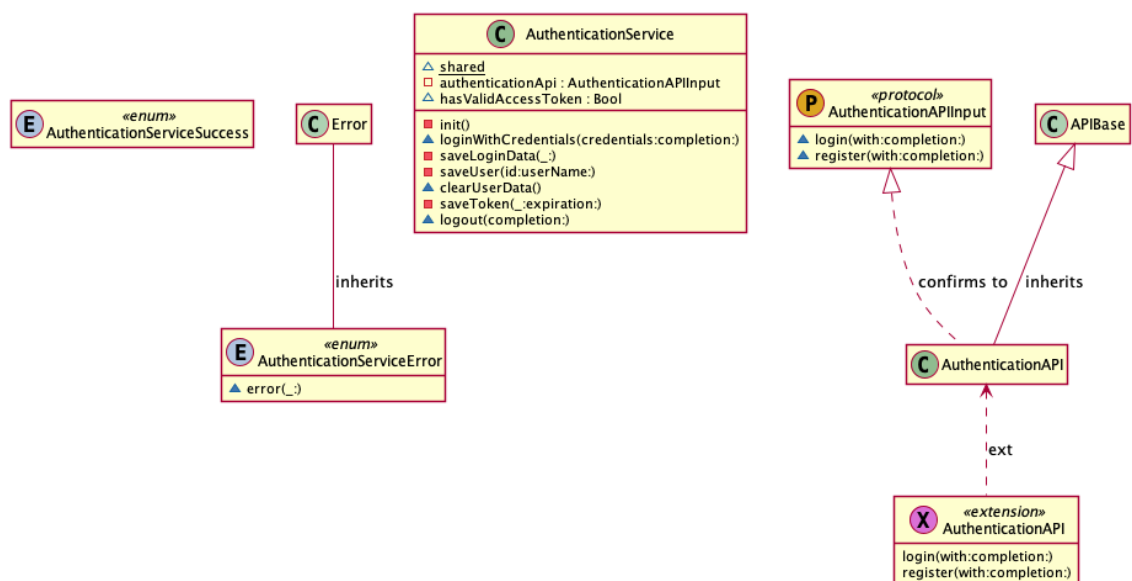 E
«enum»
AuthenticationServiceSuccess
C Error
C AuthenticationService
shared
authenticationApi : AuthenticationAPIInput
hasValidAccessToken : Bool
init()
loginWithCredentials(credentials:completion:)
saveLoginData(_:)
saveUser(id:userName:)
clearUserData()
saveToken(_:expiration:)
logout(completion:)
P
«protocol»
AuthenticationAPIInput
login(with:completion:)
register(with:completion:)
C APIBase
inherits
confirms to
inherits
E
«enum»
AuthenticationServiceError
error(_:)
C AuthenticationAPI
ext
X
«extension»
AuthenticationAPI
login(with:completion:)
register(with:completion:)